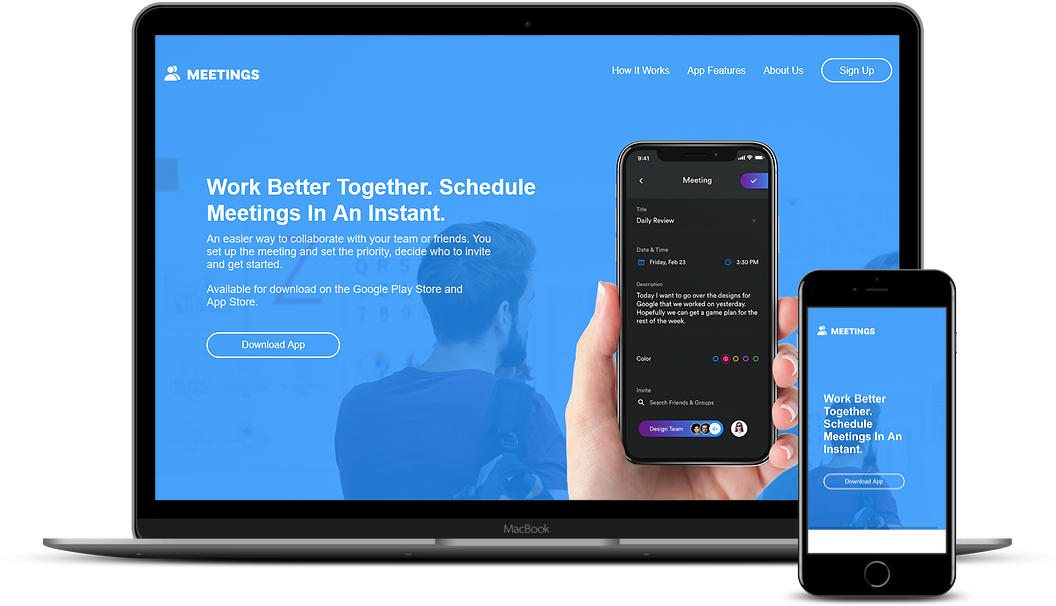 MEETINGS
How It Works
App Features
About Us
Sign Up
Work Better Together. Schedule
Meetings In An Instant.
An easier way to collaborate with your team or friends. You
set up the meeting and set the priority, decide who to invite
and get started.
Available for download on the Google Play Store and
App Store.
Download App
9:41
Meeting
Title
Daily Review
Date & Time
Friday, Feb 23
3:30 PM
Description
Today I want to go over the designs for
Google that we worked on yesterday.
Hopefully we can get a game plan for the
rest of the week.
Color
Invite
Search Friends & Groups
Design Team
MacBook
MEETINGS
Work Better
Together.
Schedule
Meetings In An
Instant.
Download App